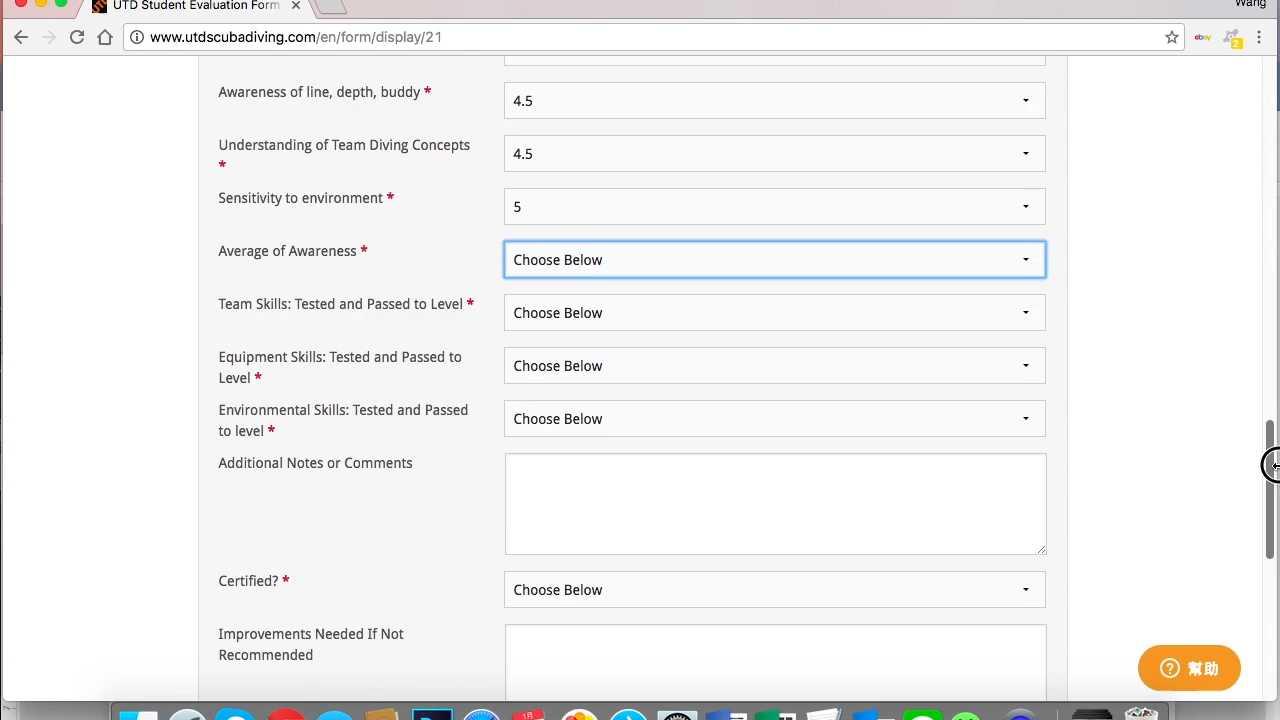 UTD Student Evaluation Form
Wang
www.utdscubadiving.com/en/form/display/21
ebay
2
Awareness of line, depth, buddy *
4.5
Understanding of Team Diving Concepts
*
4.5
Sensitivity to environment *
5
Average of Awareness *
Choose Below
Team Skills: Tested and Passed to Level *
Choose Below
Equipment Skills: Tested and Passed to
Level *
Choose Below
Environmental Skills: Tested and Passed
to level *
Choose Below
Additional Notes or Comments
Certified? *
Choose Below
Improvements Needed If Not
Recommended
幫助